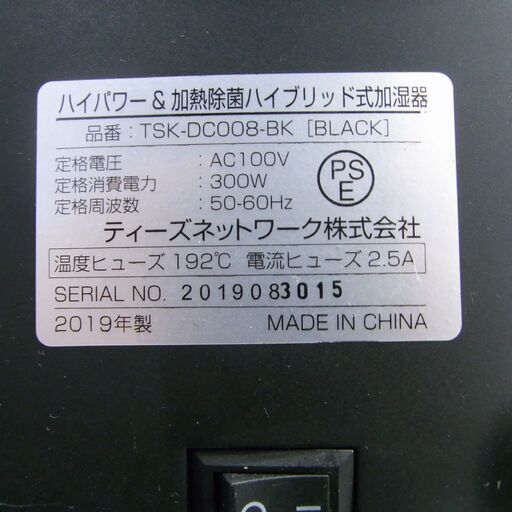 ハイパワー＆加熱除菌ハイブリッド式加湿器
品番：TSK-DC008-BK［BLACK］
定格電圧　：AC100V
定格消費電力：300W
定格周波数　：50-60Hz
PS
E
ティーズネットワーク株式会社
温度ヒューズ 192℃　電流ヒューズ 2.5A
SERIAL NO. 2019083015
2019年製　MADE IN CHINA